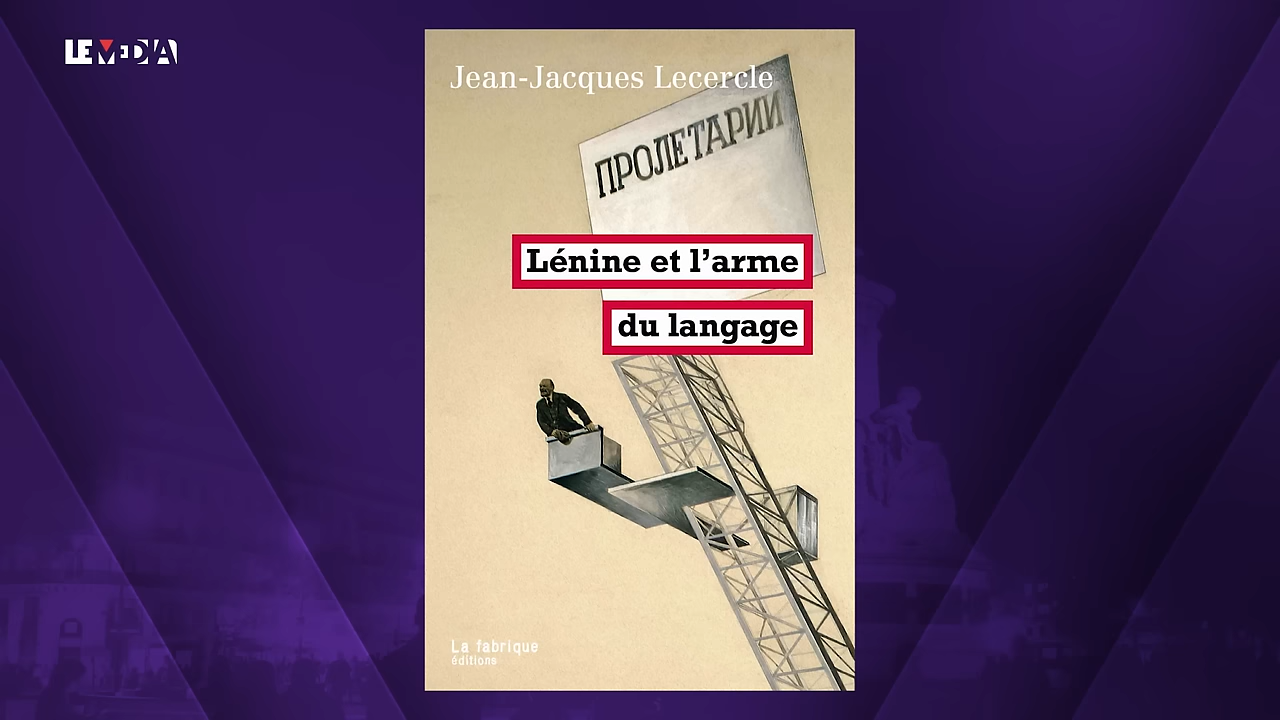 LE MEDIA
Jean-Jacques Lecercle
ПРОЛЕТАРИИ
Lénine et l’arme
du langage
La fabrique
éditions